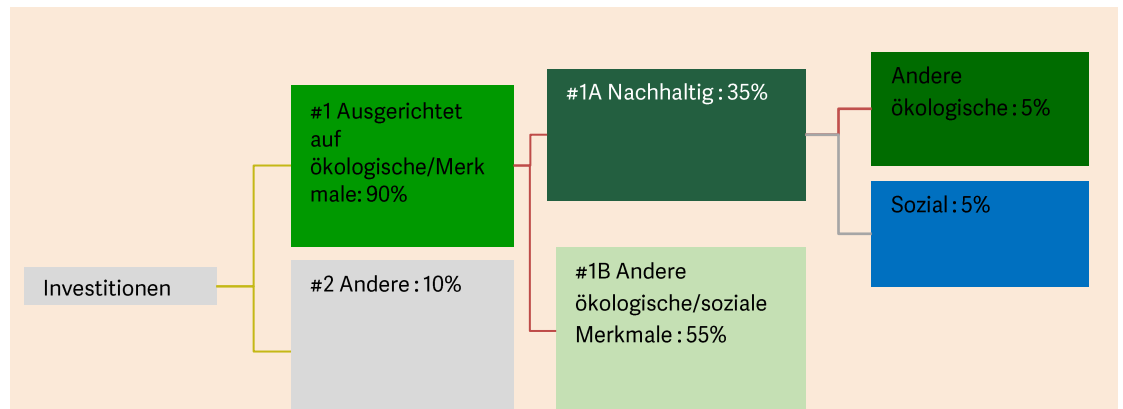 Investitionen
#1 Ausgerichtet
auf
ökologische/Merk
male: 90%
#2 Andere : 10%
#1A Nachhaltig : 35%
#1B Andere
ökologische/soziale
Merkmale : 55%
Andere
ökologische : 5%
Sozial : 5%